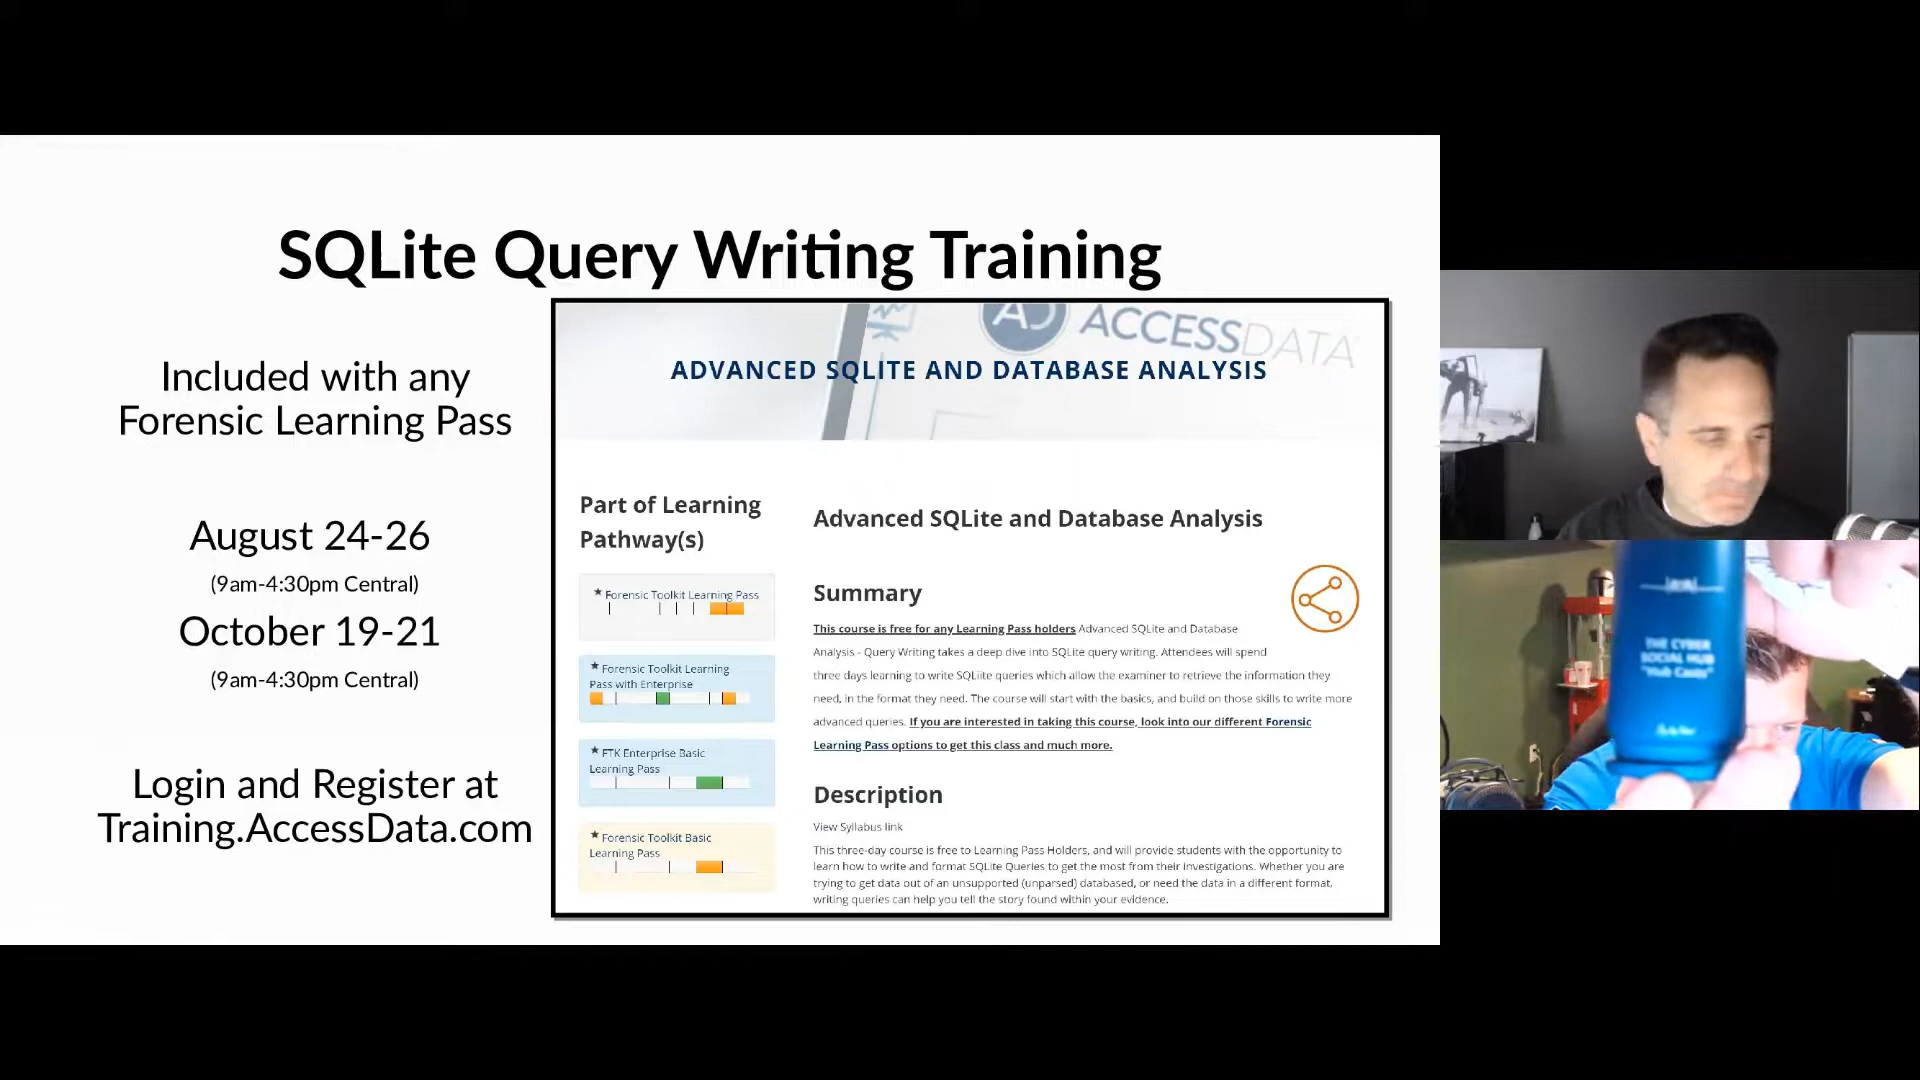 SQLite Query Writing Training
Included with any
Forensic Learning Pass
August 24-26
(9am-4:30pm Central)
October 19-21
(9am-4:30pm Central)
Login and Register at
Training.AccessData.com
AD ACCESSDATA
ADVANCED SQLITE AND DATABASE ANALYSIS
Part of Learning
Pathway(s)
Forensic Toolkit Learning Pass
Forensic Toolkit Learning
Pass with Enterprise
FTK Enterprise Basic
Learning Pass
Forensic Toolkit Basic
Learning Pass
Advanced SQLite and Database Analysis
Summary
This course is free for any Learning Pass holders Advanced SQLite and Database
Analysis - Query Writing takes a deep dive into SQLite query writing. Attendees will spend
three days learning to write SQLiite queries which allow the examiner to retrieve the information they
need, in the format they need. The course will start with the basics, and build on those skills to write more
advanced queries. If you are interested in taking this course, look into our different Forensic
Learning Pass options to get this class and much more.
Description
View Syllabus link
This three-day course is free to Learning Pass Holders, and will provide students with the opportunity to
learn how to write and format SQLite Queries to get the most from their investigations. Whether you are
trying to get data out of an unsupported (unparsed) databased, or need the data in a different format,
writing queries can help you tell the story found within your evidence.
THE CYBER
SOCIAL HUB
"Hub Casts"